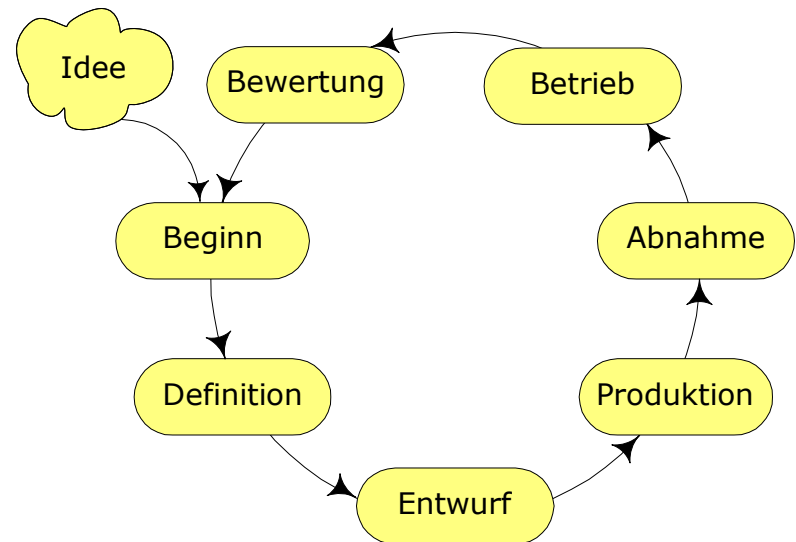 Idee
Bewertung
Betrieb
Beginn
Abnahme
Definition
Produktion
Entwurf